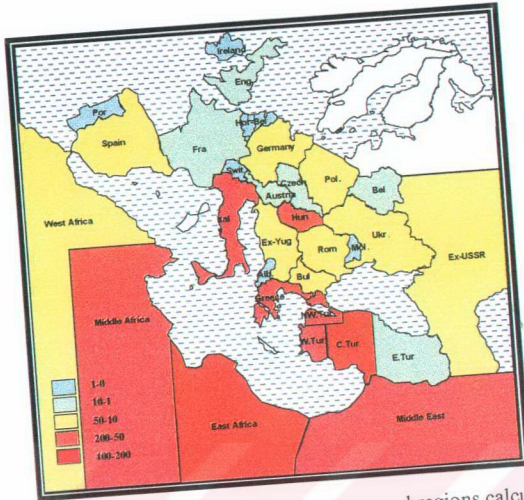 Ireland
Eng.
Por
Spain
Fra
Hol-Bel
Germany
Pol.
Bel
Swit.
Czech
Austria
Ital
Hun.
Ukr.
Ex-Yug
Rom
Mol.
Ex-USSR
West Africa
Alb
Bul
Greece
NW.Tur.
Middle Africa
W.Tur
C.Tur
E.Tur
1-0
10-1
50-10
200-50
100-200
East Africa
Middle East
regions calcu